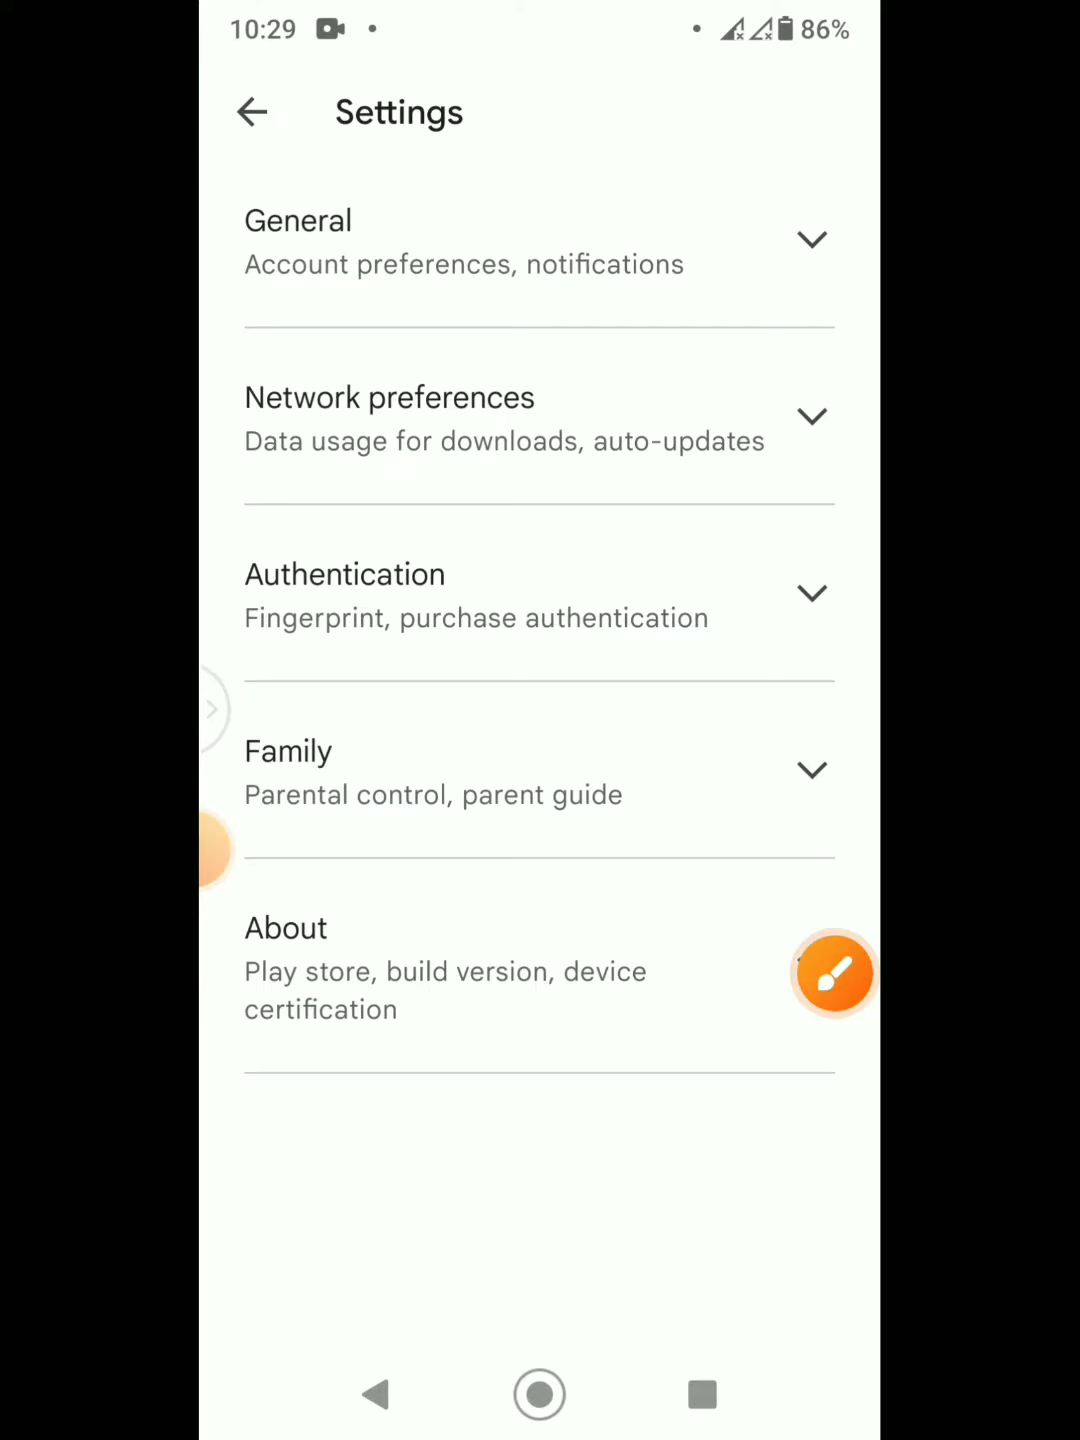 10:29
86%
Settings
General
Account preferences, notifications
Network preferences
Data usage for downloads, auto-updates
Authentication
Fingerprint, purchase authentication
Family
Parental control, parent guide
About
Play store, build version, device
certification